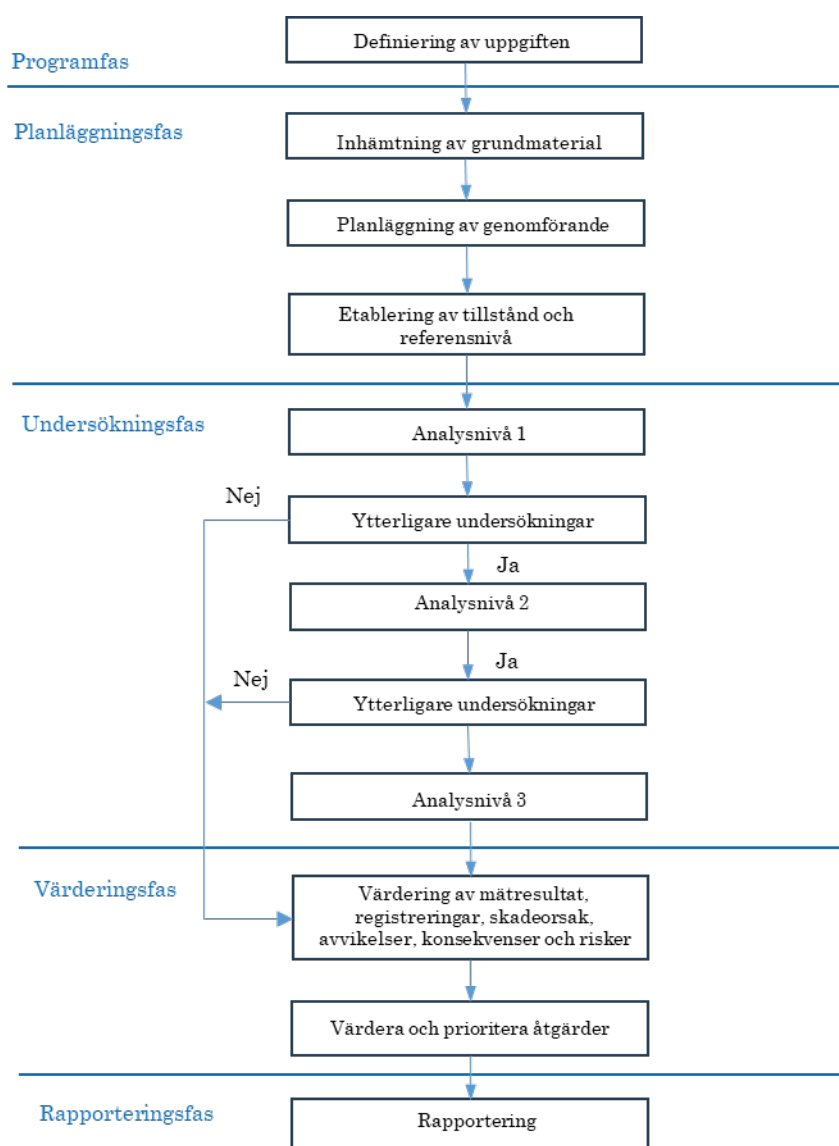 Definiering av uppgiften
Programfas
Planläggningsfas
Inhämtning av grundmaterial
Planläggning av genomförande
Etablering av tillstånd och
referensnivå
Undersökningsfas
Analysnivå 1
Nej
Ytterligare undersökningar
Ja
Analysnivå 2
Ja
Nej
Ytterligare undersökningar
Analysnivå 3
Värderingsfas
Värdering av mätresultat,
registreringar, skadeorsak,
avvikelser, konsekvenser och risker
Värdera och prioritera åtgärder
Rapporteringsfas
Rapportering